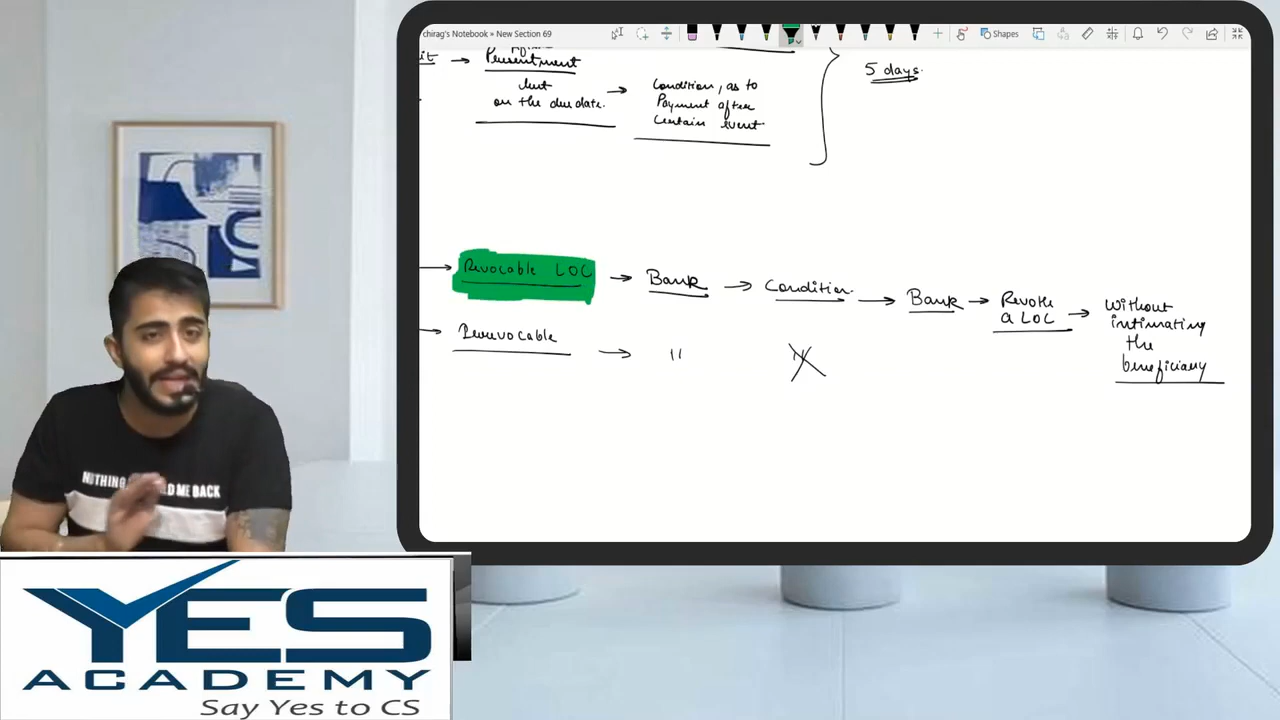 chirag's Notebook » New Section 69
Shapes
Presentment
but
on the due date.
Condition, as to
Payment after
Certain event
5 days.
Revocable LOC
Bank
Condition.
Bank
Revoke
a LOC
Without
intimating
the
beneficiary
Irrevocable
"
NOTHING
ME BACK
YES
ACADEMY
Say Yes to CS